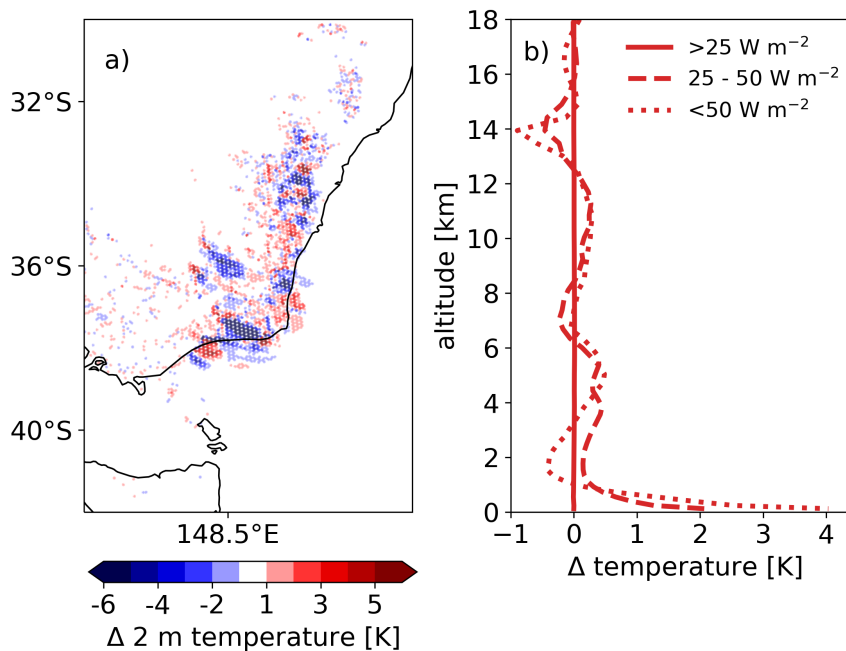 a)
32°S
36°S
40°S
148.5°E
-6 -4 -2 1 3 5
Δ 2 m temperature [K]
b)
>25 W m⁻²
25 - 50 W m⁻²
<50 W m⁻²
18
16
14
12
10
8
6
4
2
0
altitude [km]
−1 0 1 2 3 4
Δ temperature [K]